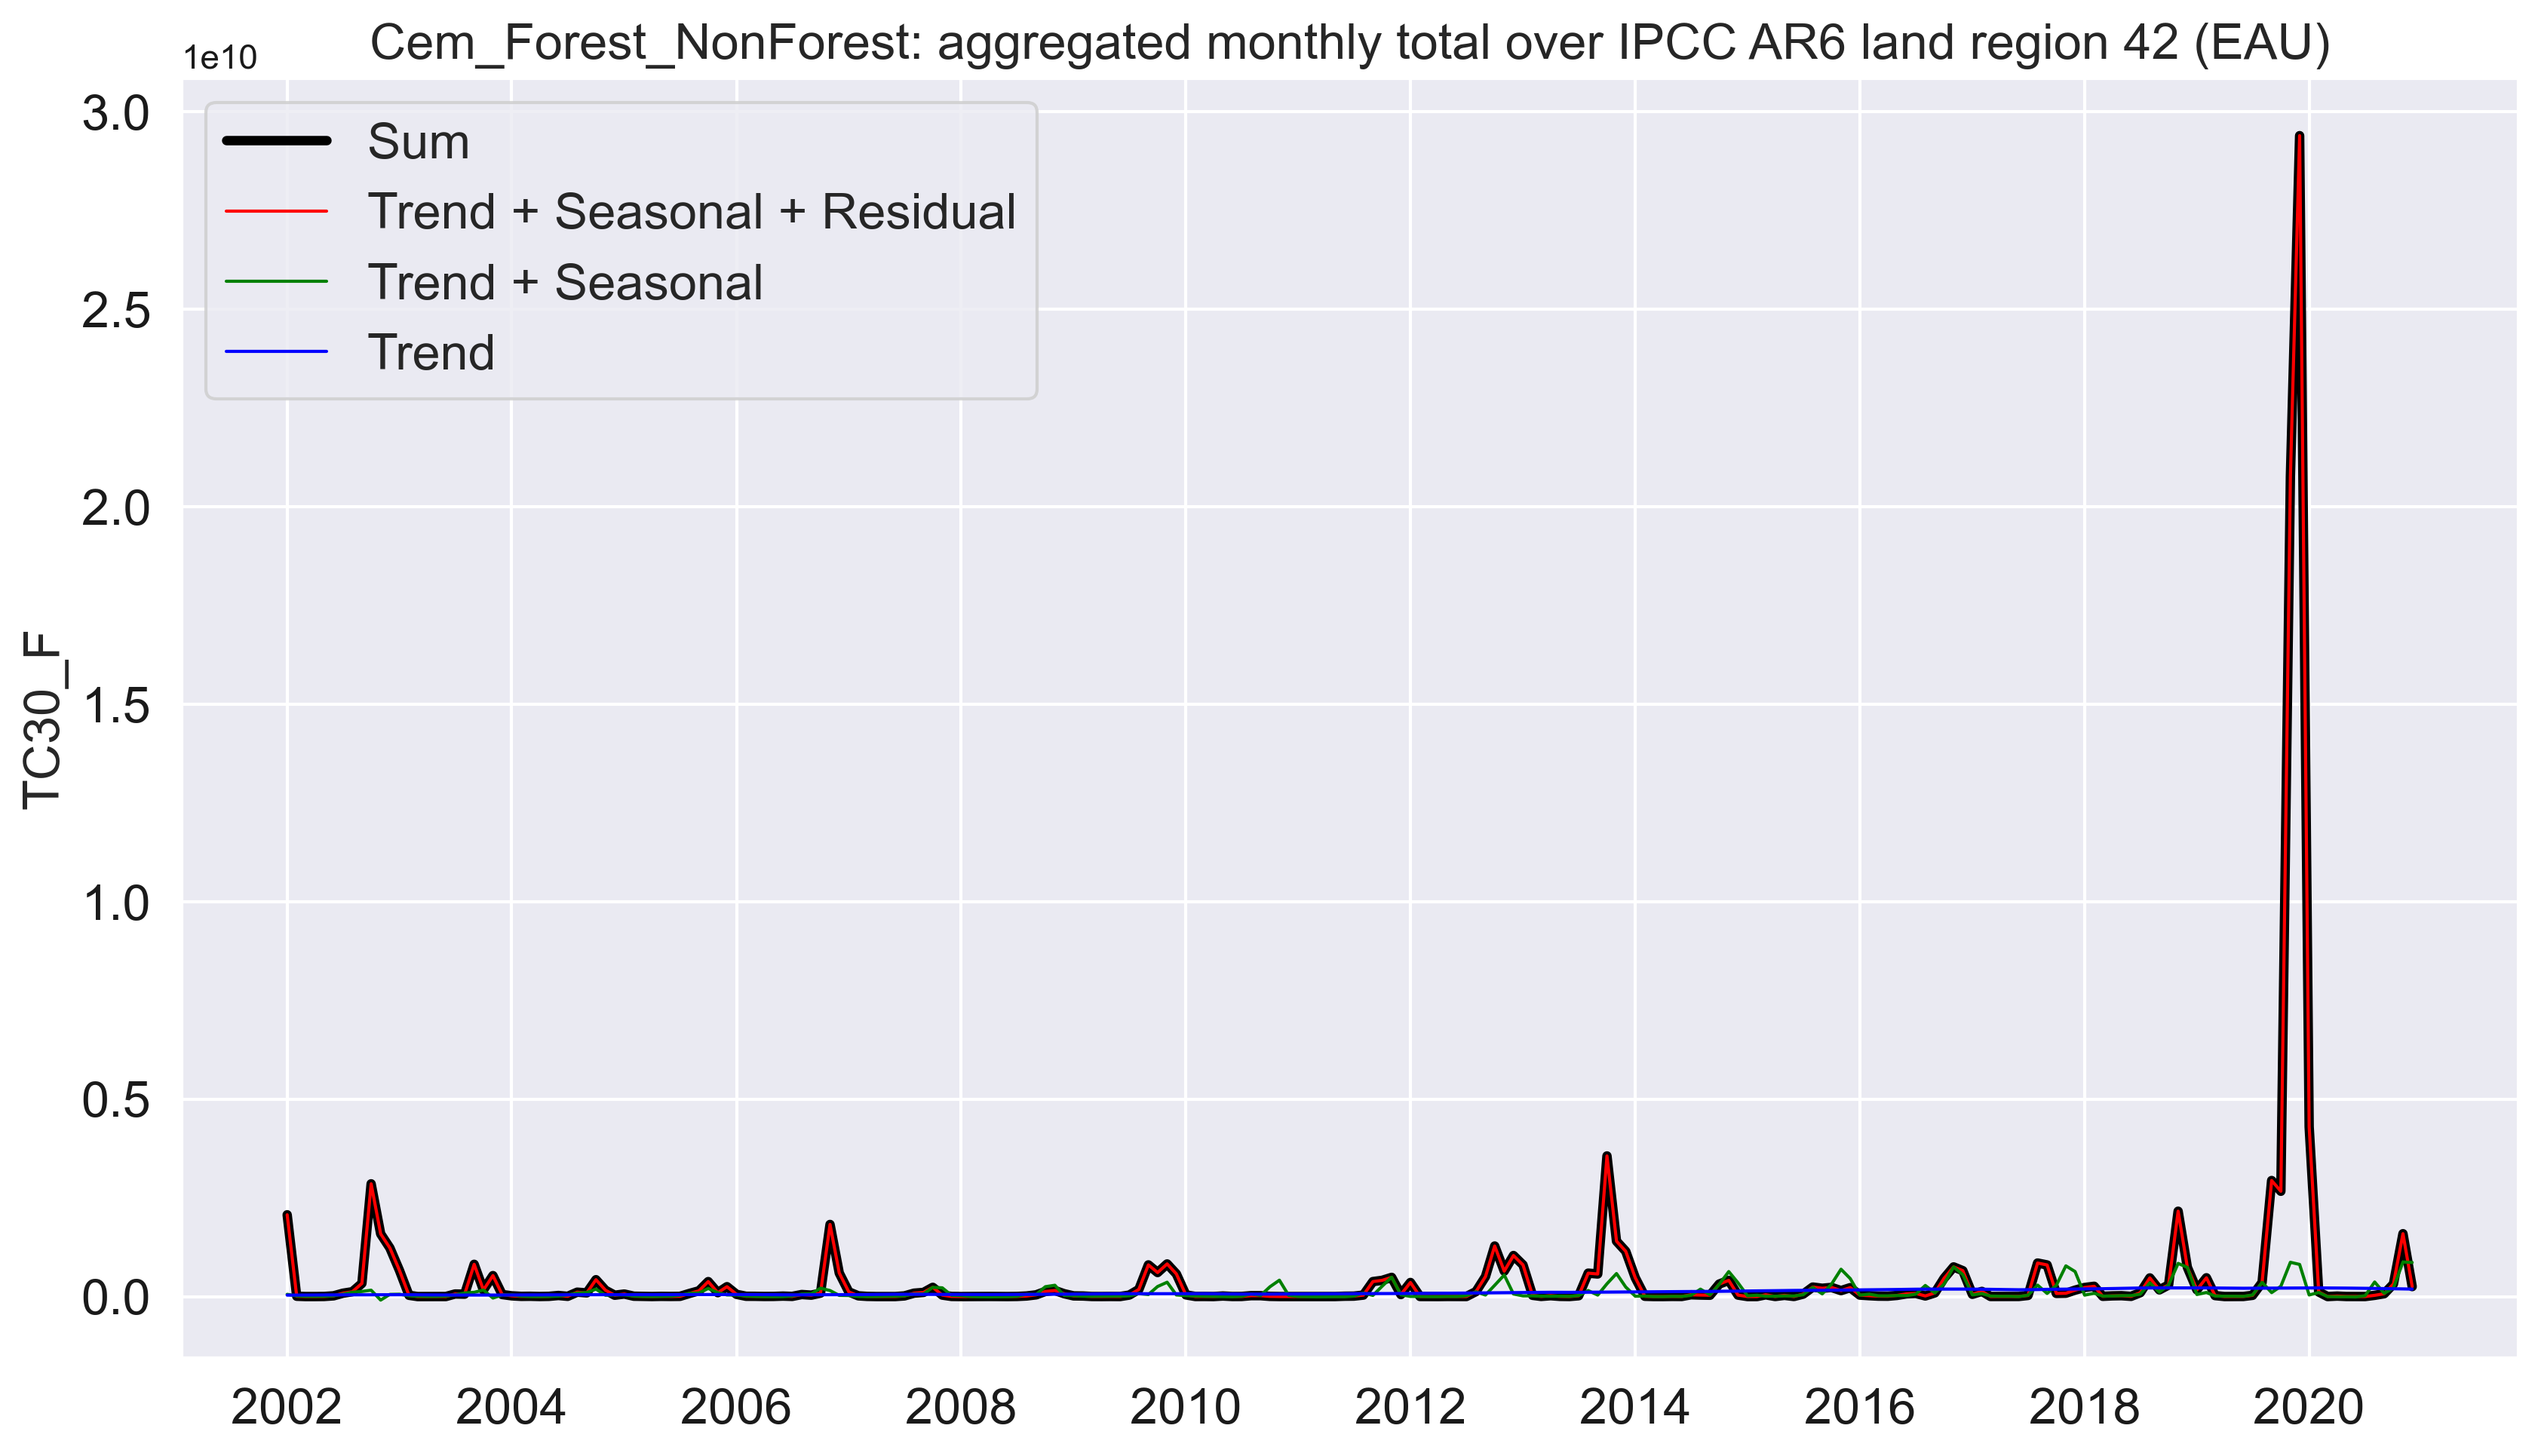 Cem_Forest_NonForest: aggregated monthly total over IPCC AR6 land region 42 (EAU)
1e10
3.0
2.5
2.0
1.5
1.0
0.5
0.0
TC30_F
Sum
Trend + Seasonal + Residual
Trend + Seasonal
Trend
2002 2004 2006 2008 2010 2012 2014 2016 2018 2020